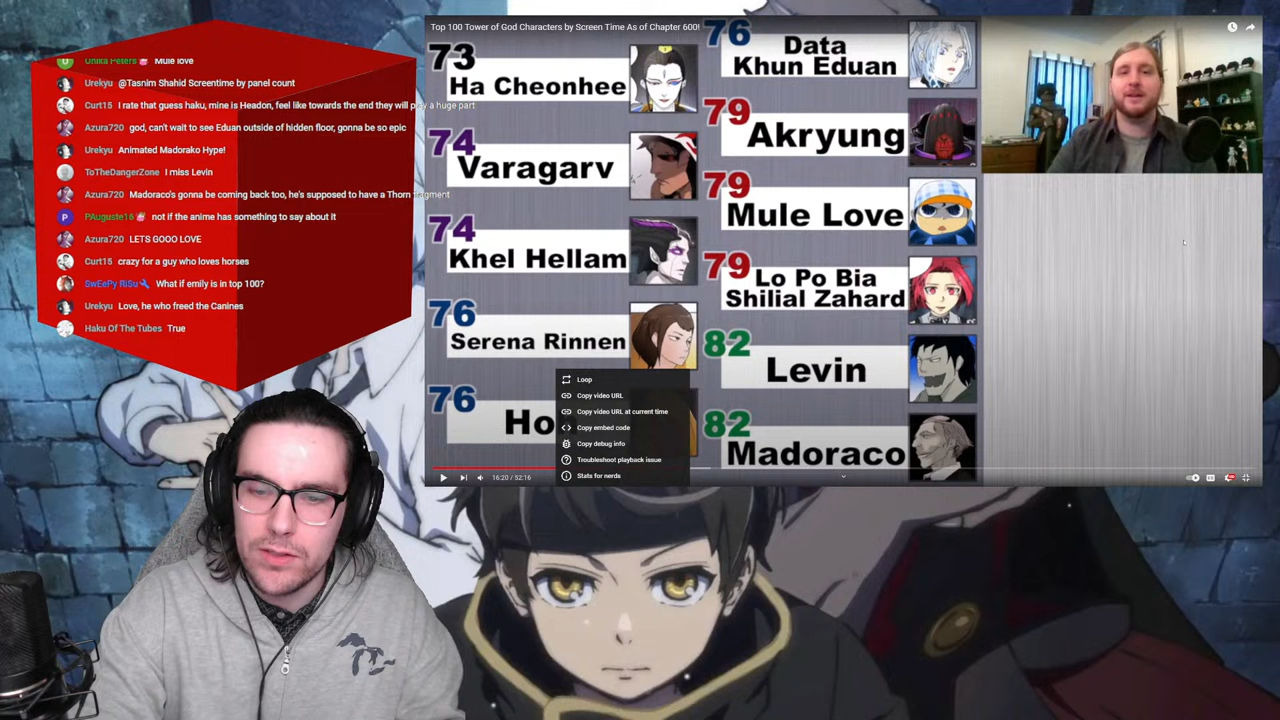 Unika Peters Mule love
Urekyu @Tasnim Shahid Screentime by panel count
Curt15 I rate that guess haku, mine is Headon, feel like towards the end they will play a huge part
Azura720 god, can't wait to see Eduan outside of hidden floor, gonna be so epic
Urekyu Animated Madorako Hype!
ToTheDangerZone I miss Levin
Azura720 Madoraco's gonna be coming back too, he's supposed to have a Thorn fragment
PAuguste16 not if the anime has something to say about it
Azura720 LETS GOOO LOVE
Curt15 crazy for a guy who loves horses
SwEePy RiSu What if emily is in top 100?
Urekyu Love, he who freed the Canines
Haku Of The Tubes True
Top 100 Tower of God Characters by Screen Time As of Chapter 600!
73
Ha Cheonhee
74
Varagarv
74
Khel Hellam
76
Serena Rinnen
76
Ho
76
Data
Khun Eduan
79
Akryung
79
Mule Love
79
Lo Po Bia
Shilial Zahard
82
Levin
82
Madoraco
Loop
Copy video URL
Copy video URL at current time
Copy embed code
Copy debug info
Troubleshoot playback issue
Stats for nerds
16:20 / 52:16